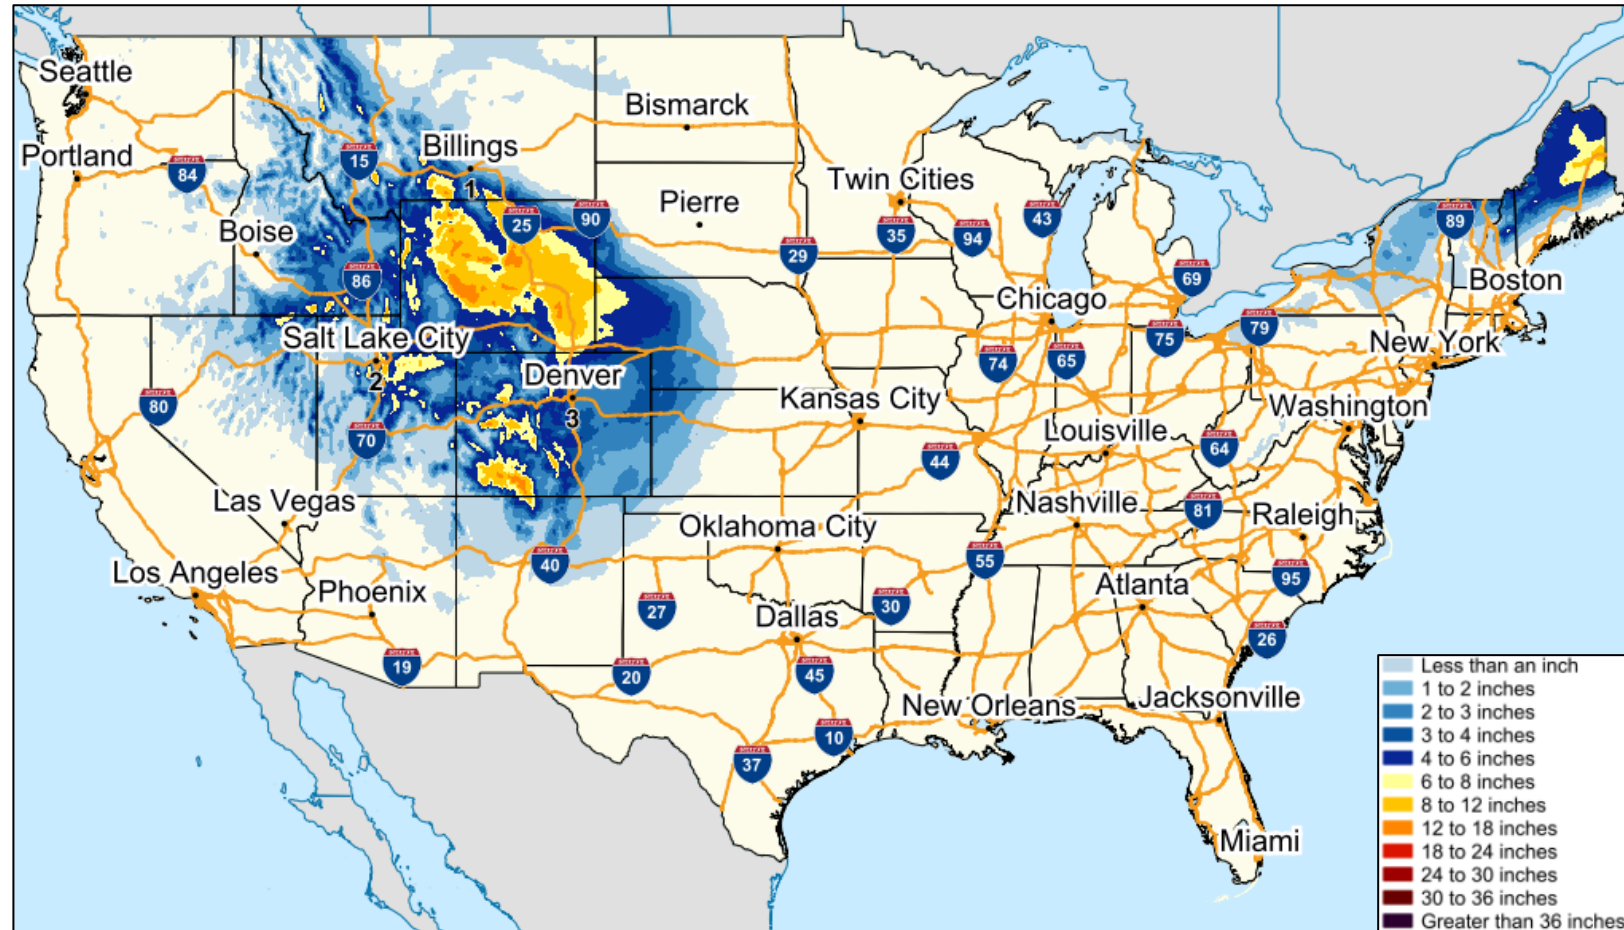 Seattle
Bismarck
Portland
84
15
Billings
1
Twin Cities
Pierre
Boise
25
90
35
94
43
89
29
86
69
Boston
Chicago
Salt Lake City
2
Denver
3
74
65
75
79
New York
80
70
Kansas City
Washington
44
Louisville
64
Las Vegas
Oklahoma City
Nashville
81
Raleigh
Los Angeles
Phoenix
40
27
Dallas
30
55
Atlanta
95
26
19
20
45
10
37
New Orleans
Jacksonville
Miami
Less than an inch
1 to 2 inches
2 to 3 inches
3 to 4 inches
4 to 6 inches
6 to 8 inches
8 to 12 inches
12 to 18 inches
18 to 24 inches
24 to 30 inches
30 to 36 inches
Greater than 36 inches